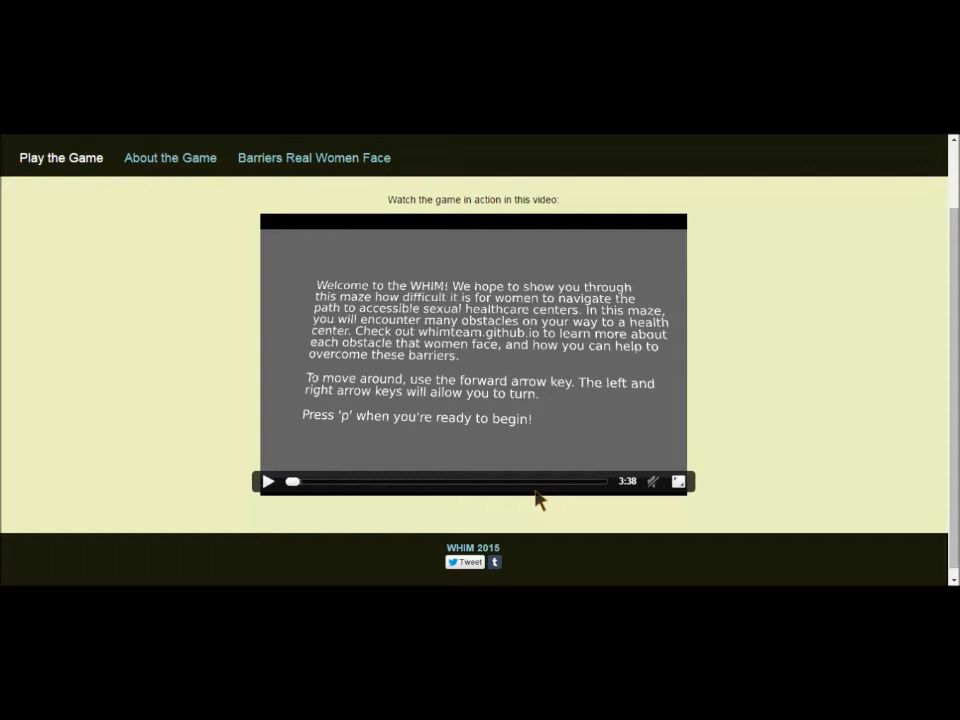 Play the Game About the Game Barriers Real Women Face
Watch the game in action in this video:
Welcome to the WHIM! We hope to show you through
this maze how difficult it is for women to navigate the
path to accessible sexual healthcare centers. In this maze,
you will encounter many obstacles on your way to a health
center. Check out whimteam.github.io to learn more about
each obstacle that women face, and how you can help to
overcome these barriers.
To move around, use the forward arrow key. The left and
right arrow keys will allow you to turn.
Press 'p' when you're ready to begin!
3:38
WHIM 2015
Tweet t